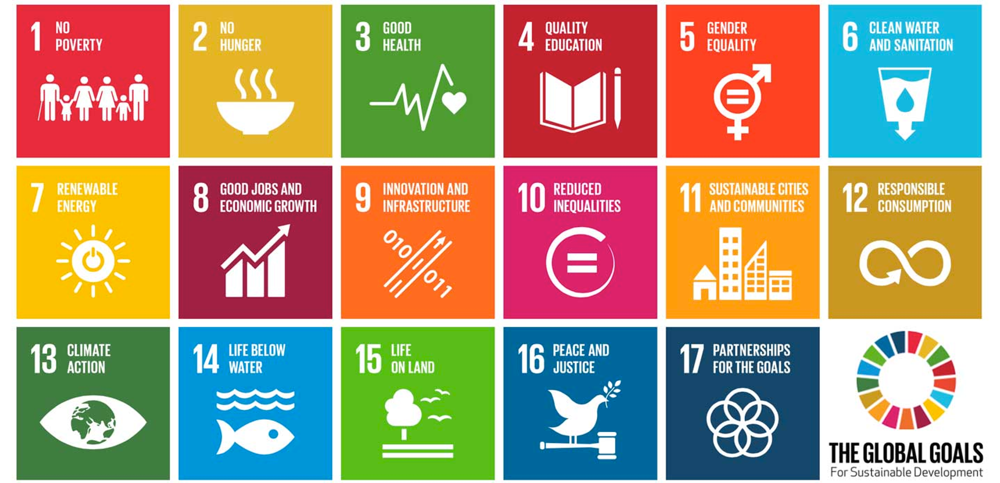 1 NO
POVERTY
2 NO
HUNGER
3 GOOD
HEALTH
4 QUALITY
EDUCATION
5 GENDER
EQUALITY
6 CLEAN WATER
AND SANITATION
7 RENEWABLE
ENERGY
8 GOOD JOBS AND
ECONOMIC GROWTH
9 INNOVATION AND
INFRASTRUCTURE
010
011
10 REDUCED
INEQUALITIES
11 SUSTAINABLE CITIES
AND COMMUNITIES
12 RESPONSIBLE
CONSUMPTION
13 CLIMATE
ACTION
14 LIFE BELOW
WATER
15 LIFE
ON LAND
16 PEACE AND
JUSTICE
17 PARTNERSHIPS
FOR THE GOALS
THE GLOBAL GOALS
For Sustainable Development